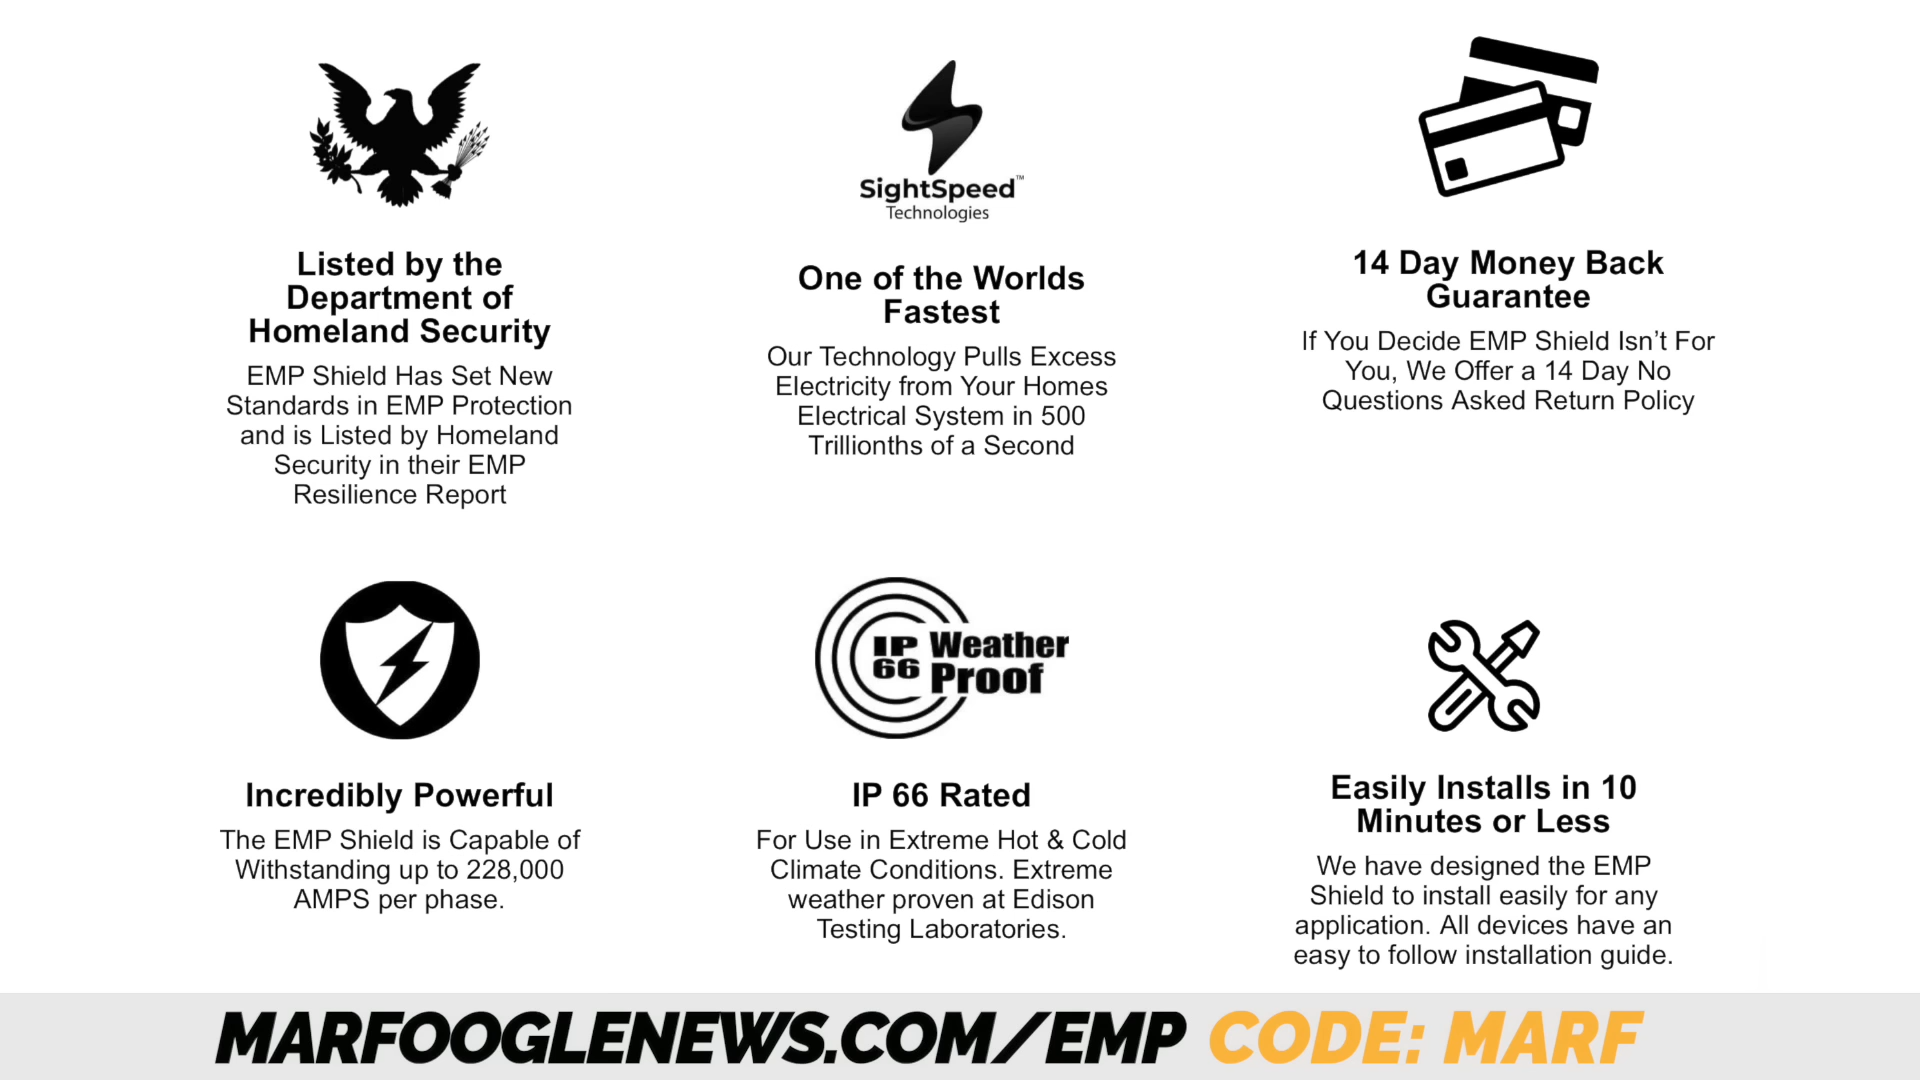 SightSpeed™
Technologies
Listed by the
Department of
Homeland Security
EMP Shield Has Set New
Standards in EMP Protection
and is Listed by Homeland
Security in their EMP
Resilience Report
One of the Worlds
Fastest
Our Technology Pulls Excess
Electricity from Your Homes
Electrical System in 500
Trillionths of a Second
14 Day Money Back
Guarantee
If You Decide EMP Shield Isn’t For
You, We Offer a 14 Day No
Questions Asked Return Policy
Incredibly Powerful
The EMP Shield is Capable of
Withstanding up to 228,000
AMPS per phase.
IP Weather
66 Proof
IP 66 Rated
For Use in Extreme Hot & Cold
Climate Conditions. Extreme
weather proven at Edison
Testing Laboratories.
Easily Installs in 10
Minutes or Less
We have designed the EMP
Shield to install easily for any
application. All devices have an
easy to follow installation guide.
MARFOOGLENEWS.COM/EMP CODE: MARF